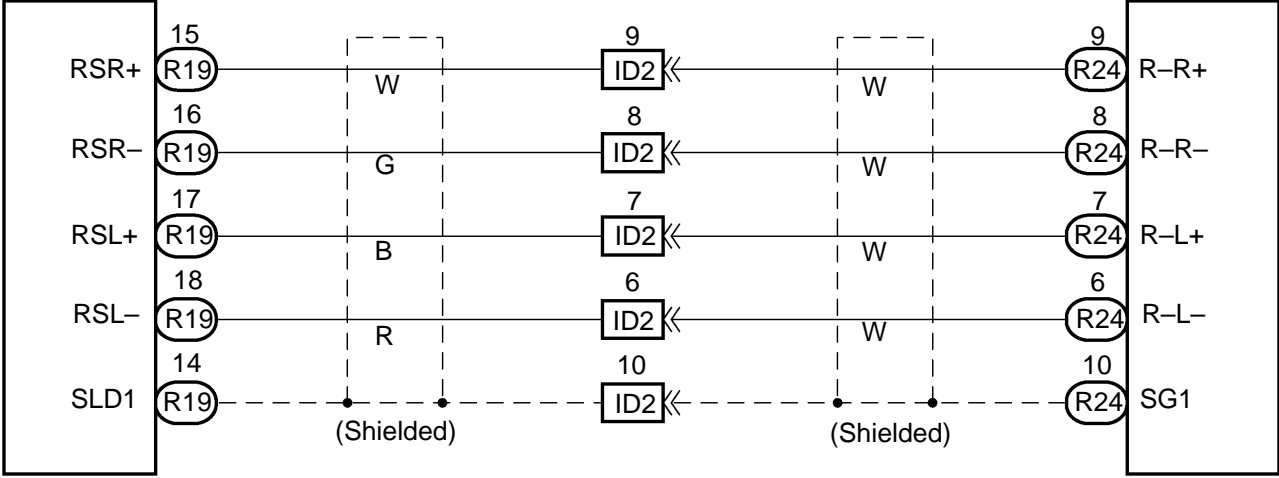 15 9 9
RSR+ R19 W ID2 W R24 R–R+
16 8 8
RSR– R19 G ID2 W R24 R–R–
17 7 7
RSL+ R19 B ID2 W R24 R–L+
18 6 6
RSL– R19 R ID2 W R24 R–L–
14 10 10
SLD1 R19 ID2 R24 SG1
(Shielded) (Shielded)